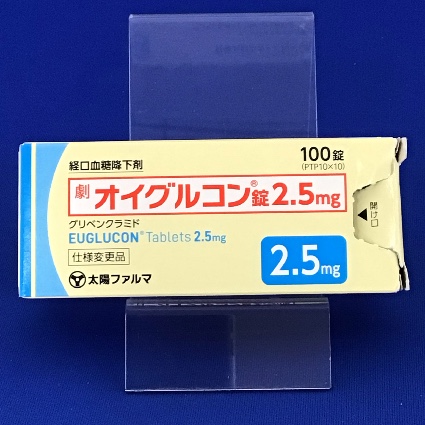 経口血糖降下剤
100錠
(PTP10×10)
劇 オイグルコン®錠2.5mg
グリベンクラミド
EUGLUCON® Tablets 2.5mg
仕様変更品
太陽ファルマ
2.5mg
開け口